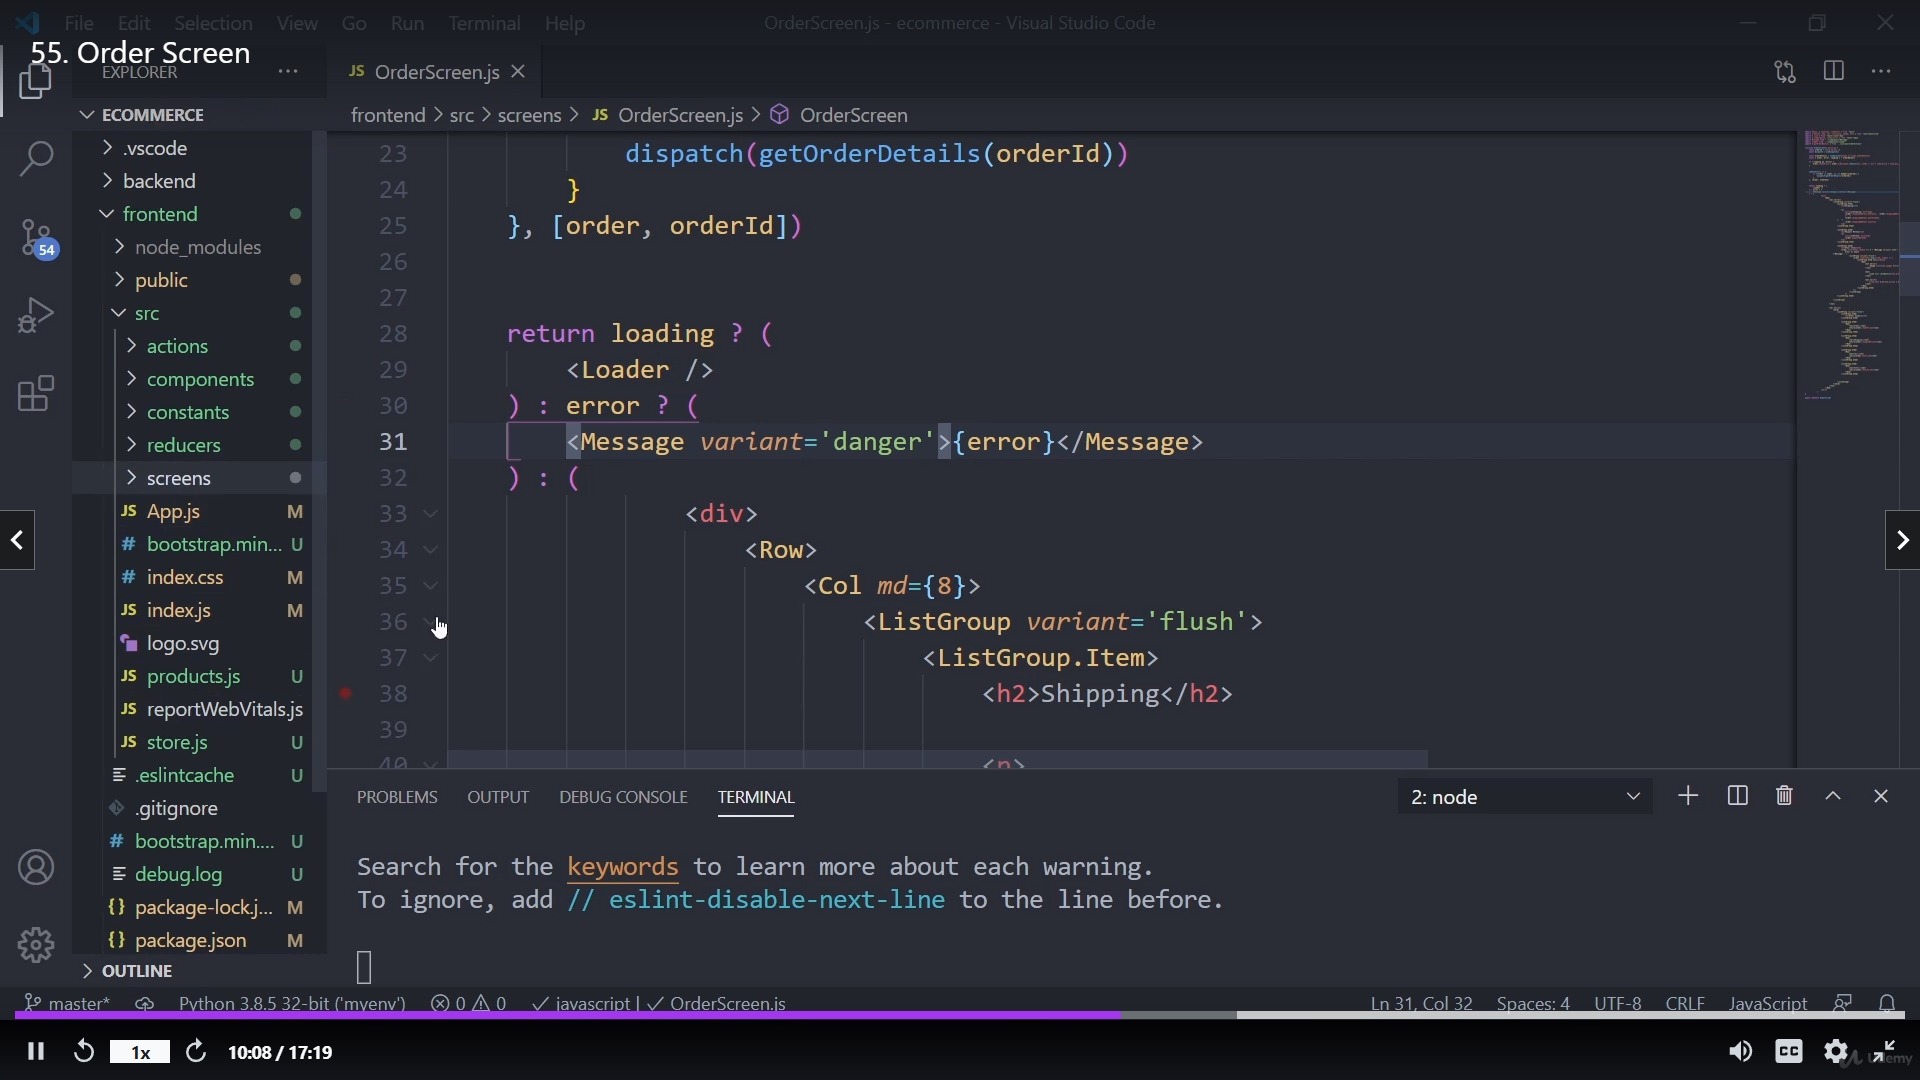 File Edit Selection View Go Run Terminal Help
OrderScreen.js - ecommerce - Visual Studio Code
55. Order Screen
EXPLORER
JS OrderScreen.js
ECOMMERCE
frontend > src > screens > JS OrderScreen.js > OrderScreen
.vscode
backend
frontend
node_modules
public
54
src
actions
components
constants
reducers
screens
JS App.js M
# bootstrap.min... U
# index.css M
JS index.js M
logo.svg
JS products.js U
JS reportWebVitals.js
JS store.js U
.eslintcache U
.gitignore
# bootstrap.min.... U
debug.log U
{} package-lock.j... M
{} package.json M
OUTLINE
23 dispatch(getOrderDetails(orderId))
24 }
25 }, [order, orderId])
26
27
28 return loading ? (
29 <Loader />
30 ) : error ? (
31 <Message variant='danger'>{error}</Message>
32 ) : (
33 <div>
34 <Row>
35 <Col md={8}>
36 <ListGroup variant='flush'>
37 <ListGroup.Item>
38 <h2>Shipping</h2>
39
40 <p>
PROBLEMS OUTPUT DEBUG CONSOLE TERMINAL
2: node
Search for the keywords to learn more about each warning.
To ignore, add // eslint-disable-next-line to the line before.
master* Python 3.8.5 32-bit ('myenv') 0 0 javascript | OrderScreen.js
Ln 31, Col 32 Spaces: 4 UTF-8 CRLF JavaScript
1x 10:08 / 17:19
CC
Udemy